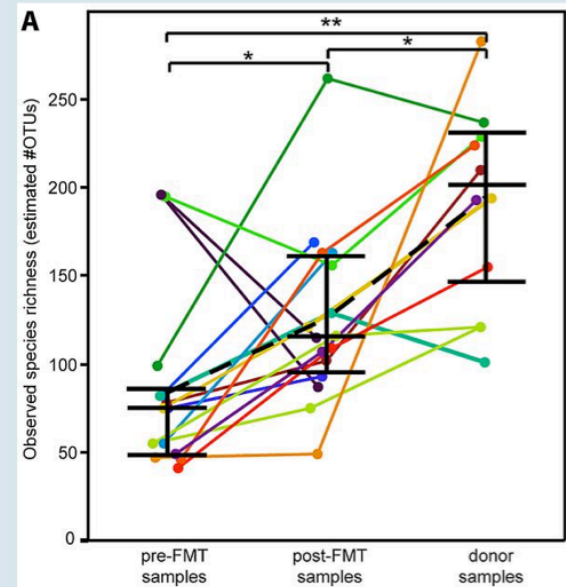 A
**
*
*
Observed species richness (estimated #OTUs)
250
200
150
100
50
0
pre-FMT
samples
post-FMT
samples
donor
samples